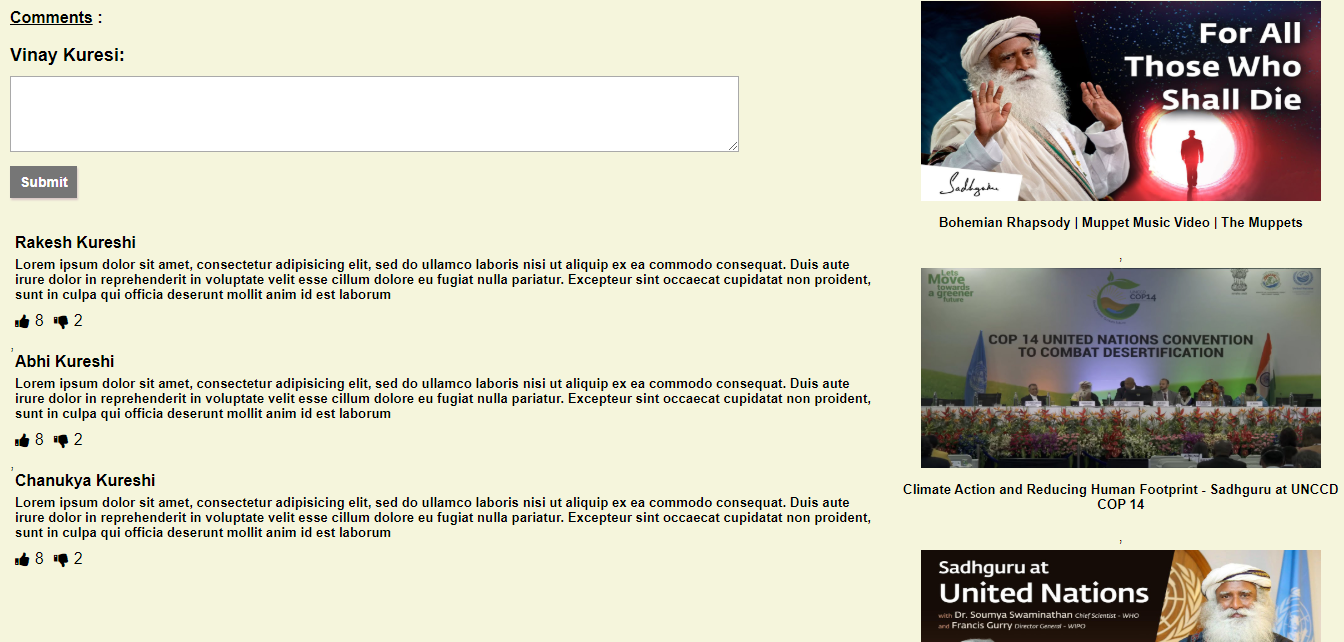 Comments :
Vinay Kuresi:
Submit
Rakesh Kureshi
Lorem ipsum dolor sit amet, consectetur adipisicing elit, sed do ullamco laboris nisi ut aliquip ex ea commodo consequat. Duis aute
irure dolor in reprehenderit in voluptate velit esse cillum dolore eu fugiat nulla pariatur. Excepteur sint occaecat cupidatat non proident,
sunt in culpa qui officia deserunt mollit anim id est laborum
8 2
,
Abhi Kureshi
Lorem ipsum dolor sit amet, consectetur adipisicing elit, sed do ullamco laboris nisi ut aliquip ex ea commodo consequat. Duis aute
irure dolor in reprehenderit in voluptate velit esse cillum dolore eu fugiat nulla pariatur. Excepteur sint occaecat cupidatat non proident,
sunt in culpa qui officia deserunt mollit anim id est laborum
8 2
,
Chanukya Kureshi
Lorem ipsum dolor sit amet, consectetur adipisicing elit, sed do ullamco laboris nisi ut aliquip ex ea commodo consequat. Duis aute
irure dolor in reprehenderit in voluptate velit esse cillum dolore eu fugiat nulla pariatur. Excepteur sint occaecat cupidatat non proident,
sunt in culpa qui officia deserunt mollit anim id est laborum
8 2
For All
Those Who
Shall Die
Sadhguru
Bohemian Rhapsody | Muppet Music Video | The Muppets
,
Lets
Move
towards
a greener
future
COP14
COP 14 UNITED NATIONS CONVENTION
TO COMBAT DESERTIFICATION
Climate Action and Reducing Human Footprint - Sadhguru at UNCCD
COP 14
,
Sadhguru at
United Nations
with Dr. Soumya Swaminathan Chief Scientist - WHO
and Francis Gurry Director General - WIPO